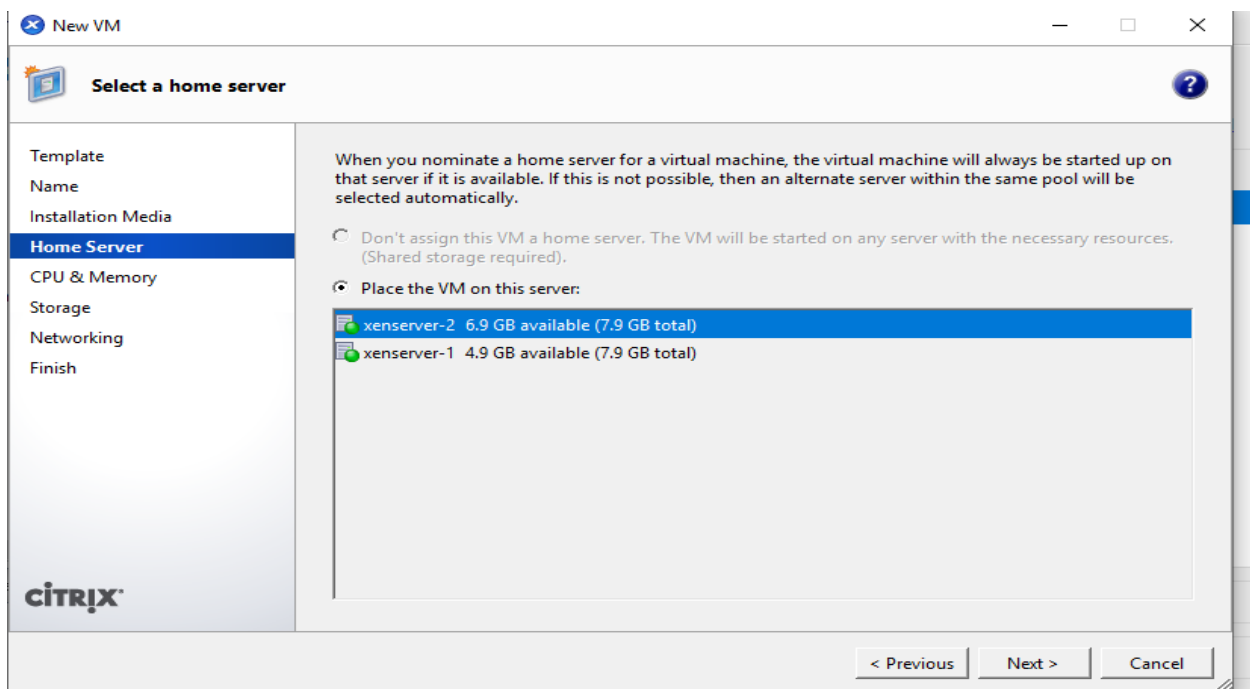 New VM
Select a home server
?
Template
Name
Installation Media
Home Server
CPU & Memory
Storage
Networking
Finish
CİTRIX
When you nominate a home server for a virtual machine, the virtual machine will always be started up on
that server if it is available. If this is not possible, then an alternate server within the same pool will be
selected automatically.
Don't assign this VM a home server. The VM will be started on any server with the necessary resources.
(Shared storage required).
Place the VM on this server:
xenserver-2 6.9 GB available (7.9 GB total)
xenserver-1 4.9 GB available (7.9 GB total)
< Previous
Next >
Cancel